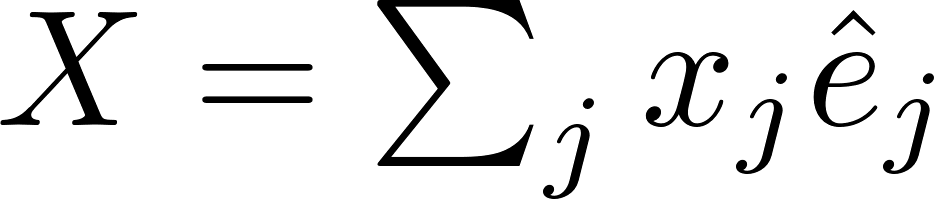 X = ∑_j x_j ê_j